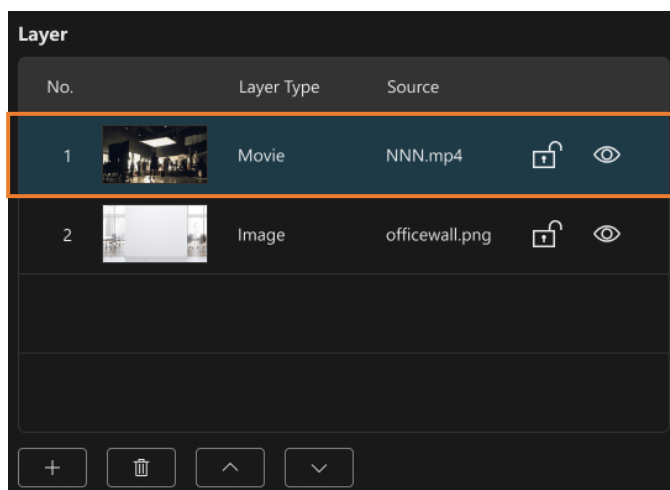 Layer
No. Layer Type Source
1 Movie NNN.mp4
2 Image officewall.png